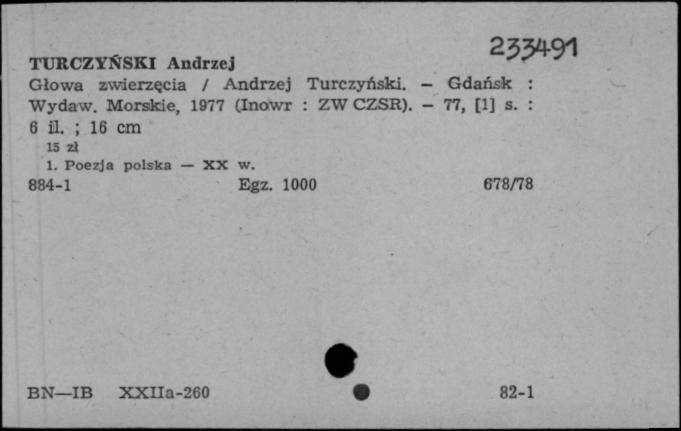 233491
TURCZYŃSKI Andrzej
Głowa zwierzęcia / Andrzej Turczyński. — Gdańsk :
Wydaw. Morskie, 1977 (Inowr : ZW CZSR). — 77, [1] s. :
6 il. ; 16 cm
15 zł
1. Poezja polska — XX w.
884-1 Egz. 1000 678/78
BN—IB XXIIa-260 82-1